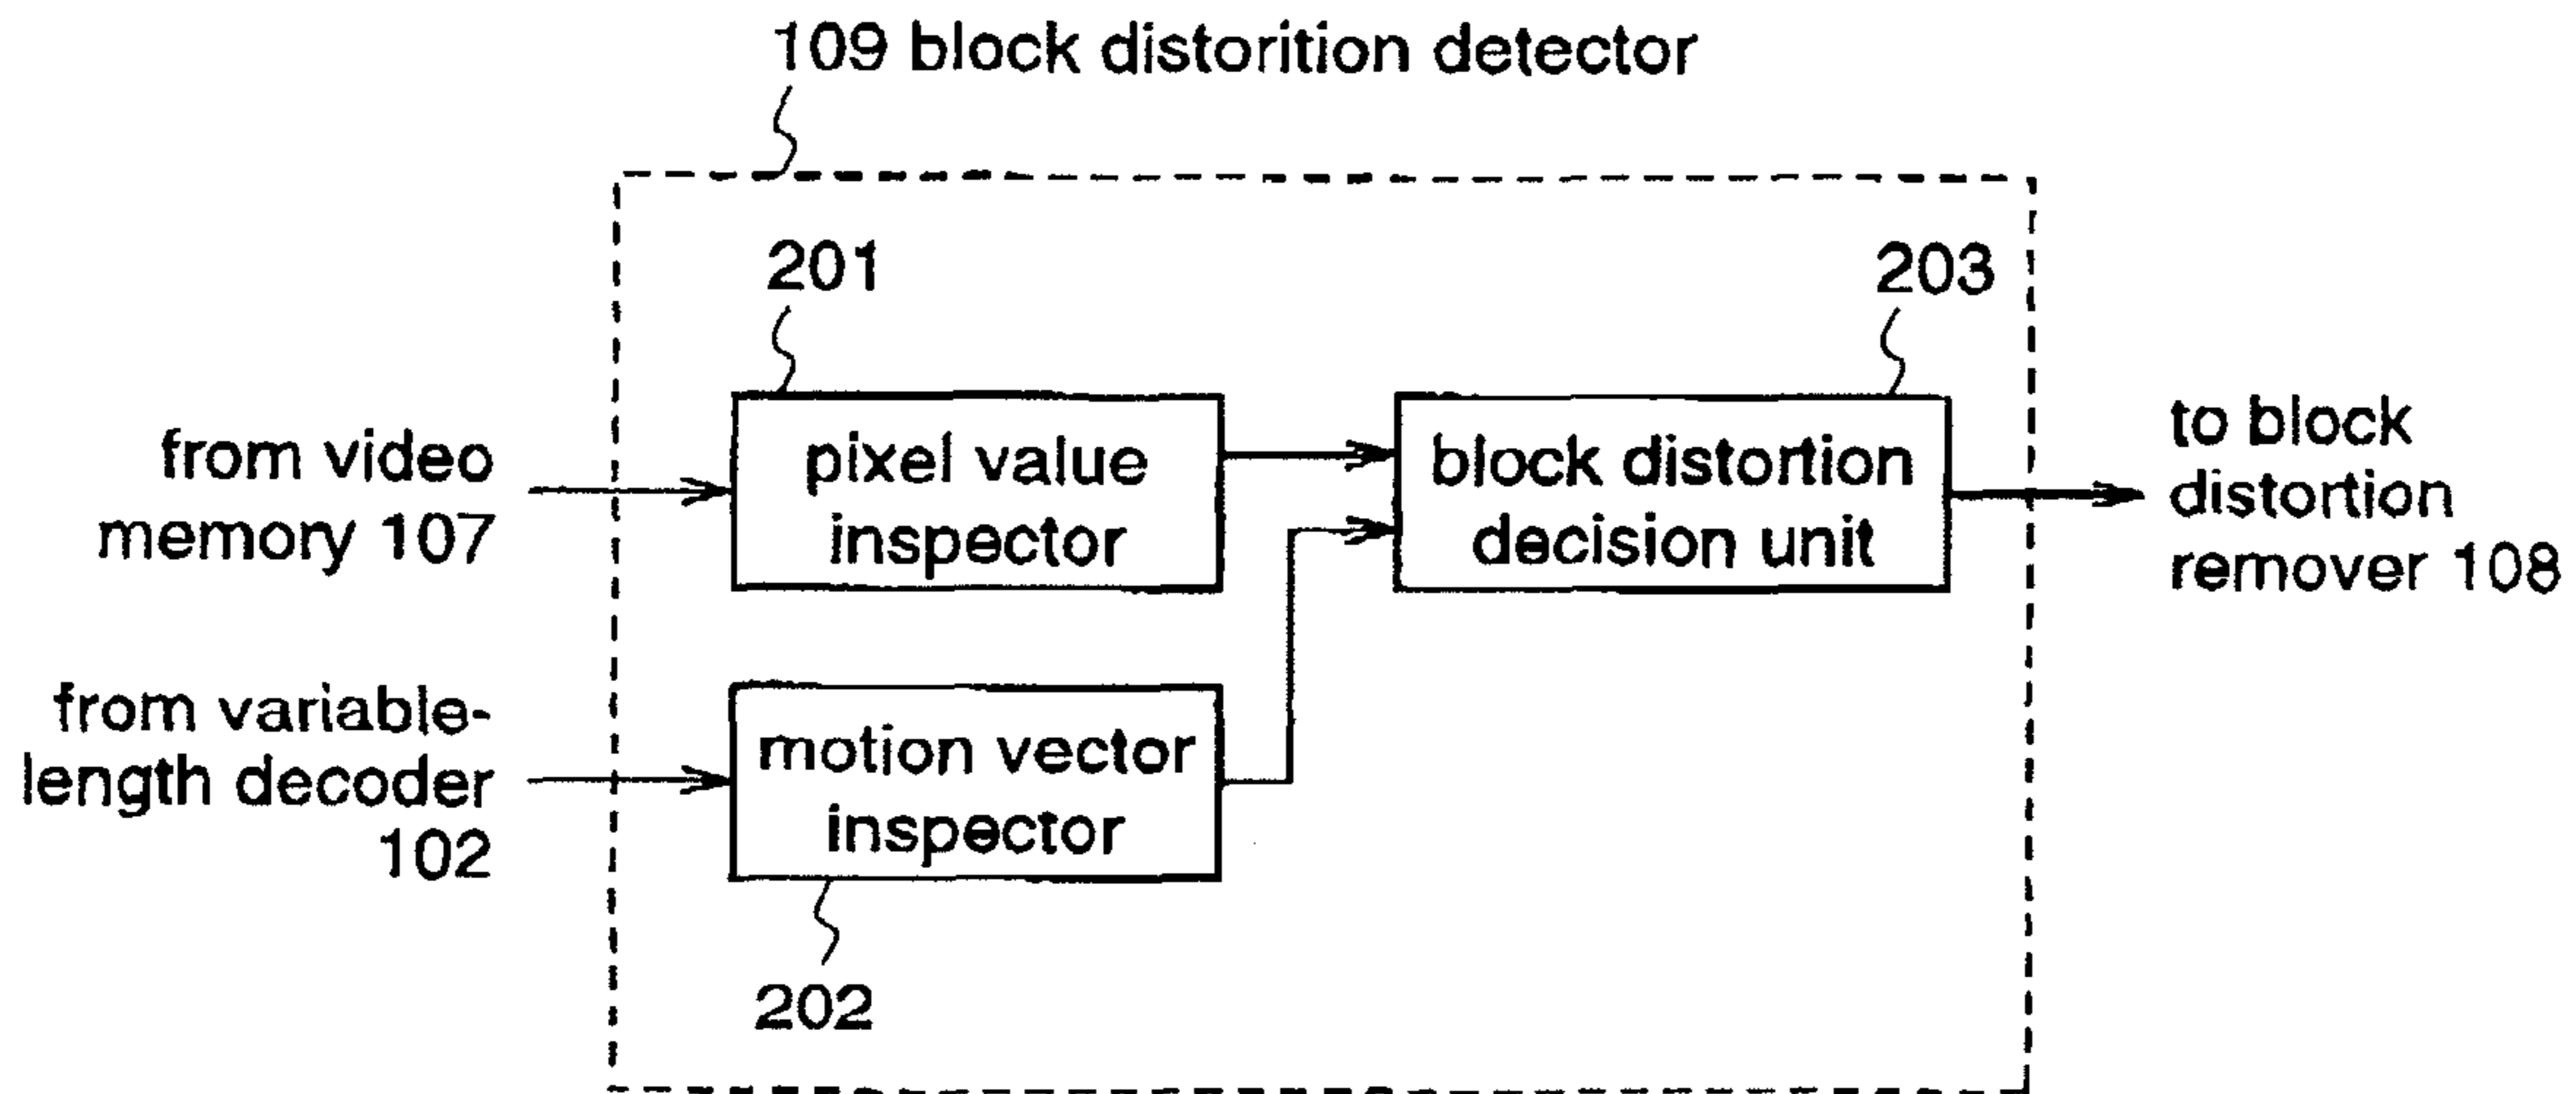 109 block distorition detector
201
203
from video
memory 107
pixel value
inspector
block distortion
decision unit
to block
distortion
remover 108
from variable-
length decoder
102
motion vector
inspector
202